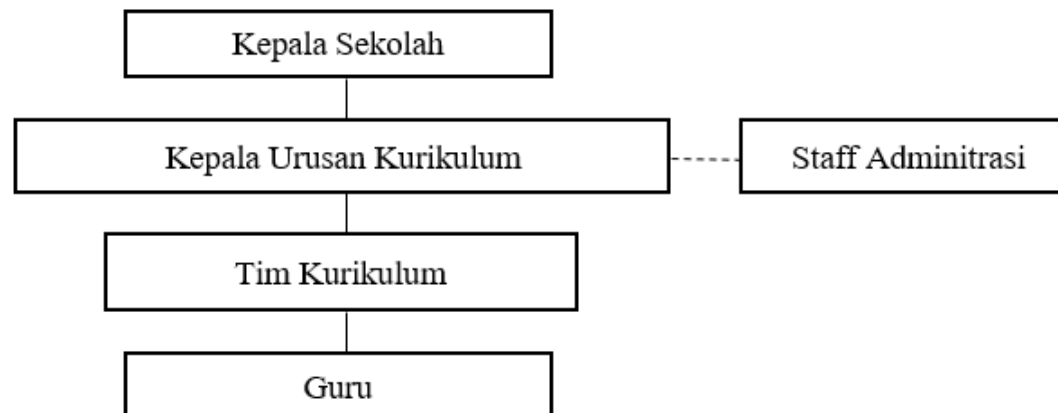 Kepala Sekolah
Kepala Urusan Kurikulum
Staff Adminitrasi
Tim Kurikulum
Guru